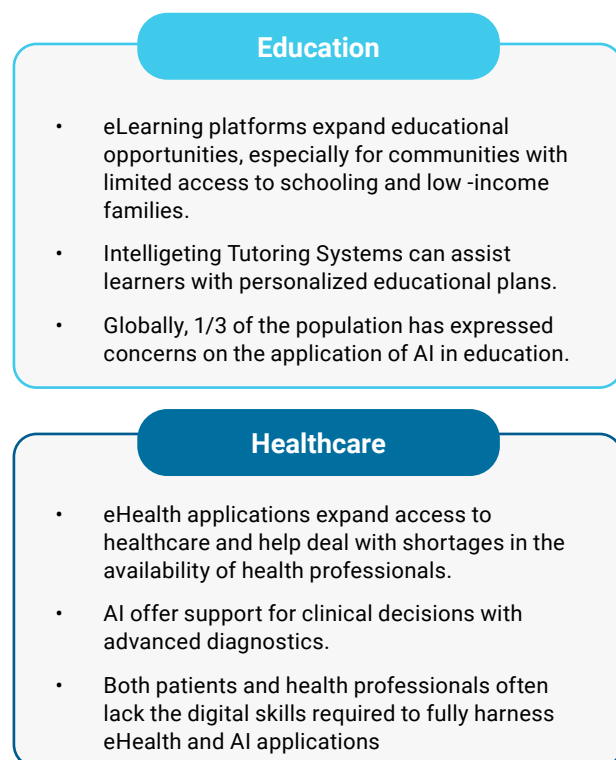 Education
• eLearning platforms expand educational
opportunities, especially for communities with
limited access to schooling and low -income
families.
• Intelligeting Tutoring Systems can assist
learners with personalized educational plans.
• Globally, 1/3 of the population has expressed
concerns on the application of AI in education.
Healthcare
• eHealth applications expand access to
healthcare and help deal with shortages in the
availability of health professionals.
• AI offer support for clinical decisions with
advanced diagnostics.
• Both patients and health professionals often
lack the digital skills required to fully harness
eHealth and AI applications